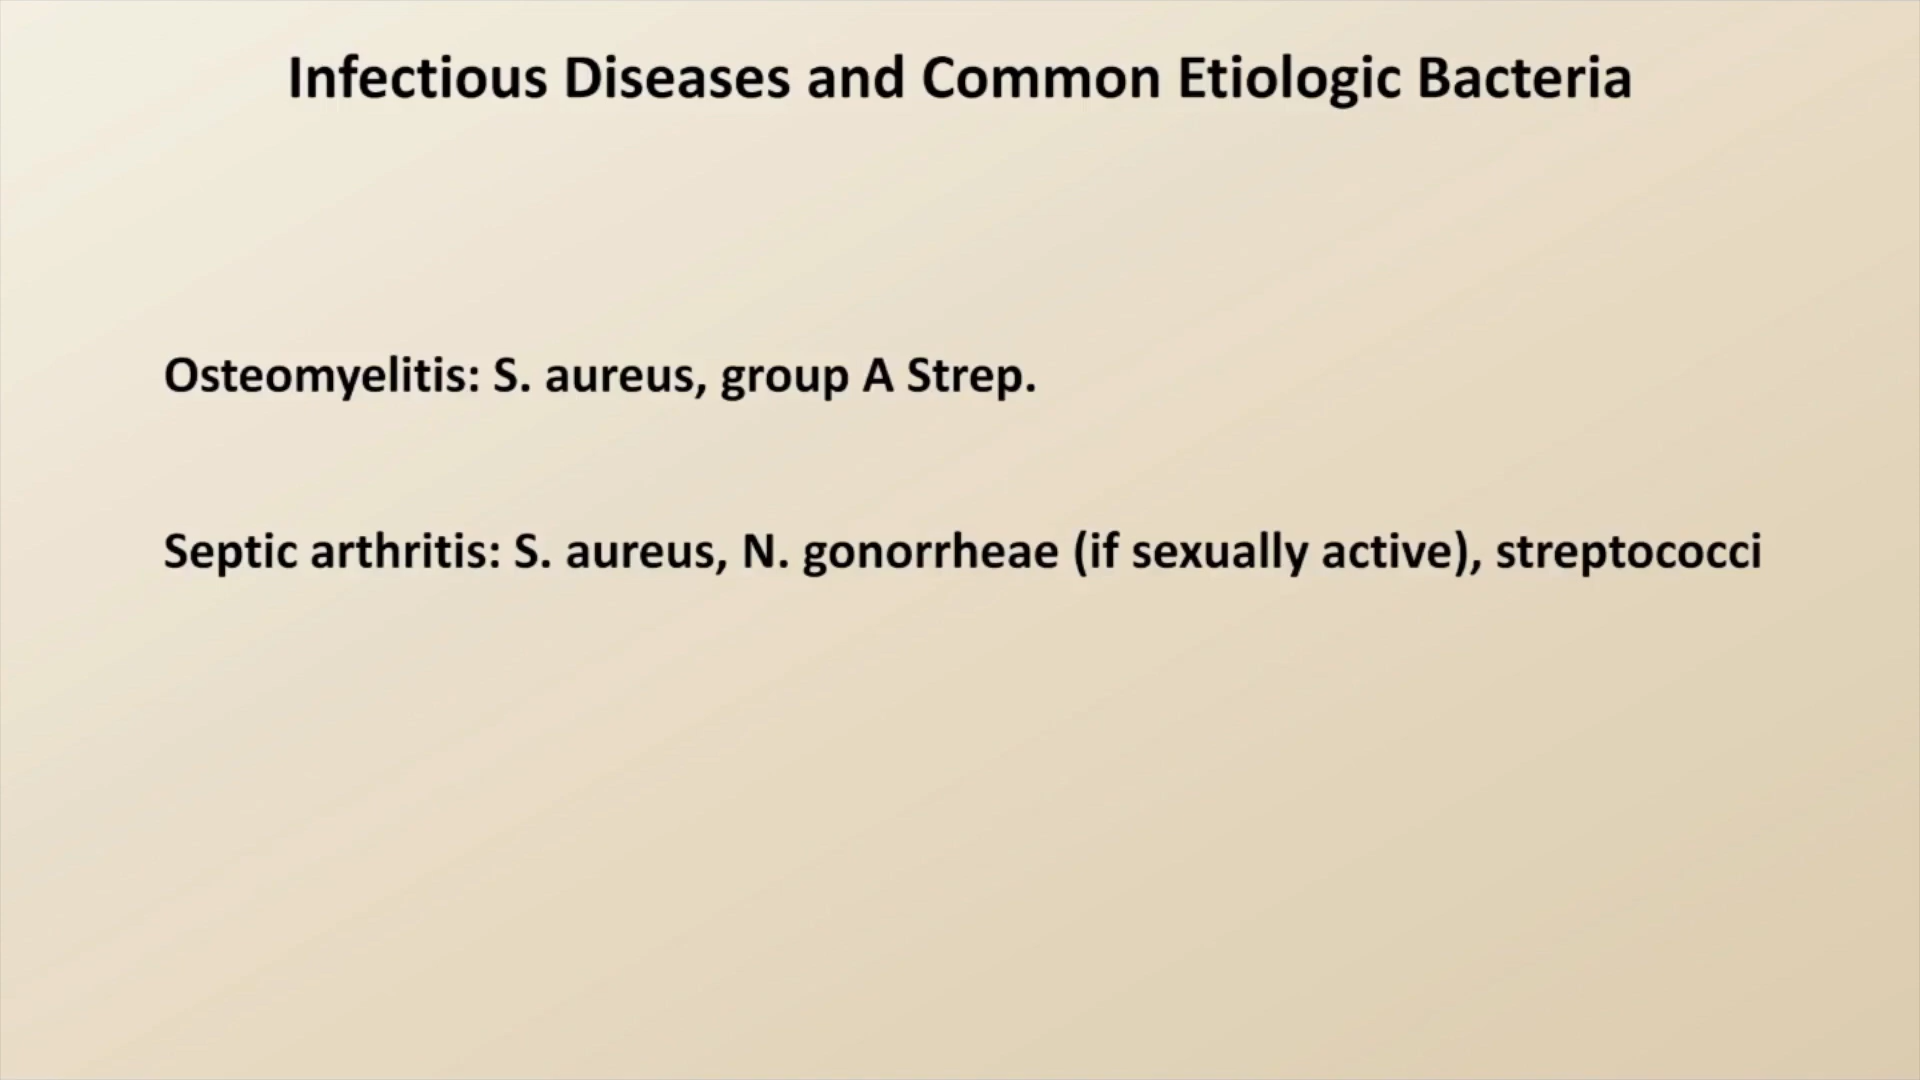 Infectious Diseases and Common Etiologic Bacteria
Osteomyelitis: S. aureus, group A Strep.
Septic arthritis: S. aureus, N. gonorrheae (if sexually active), streptococci